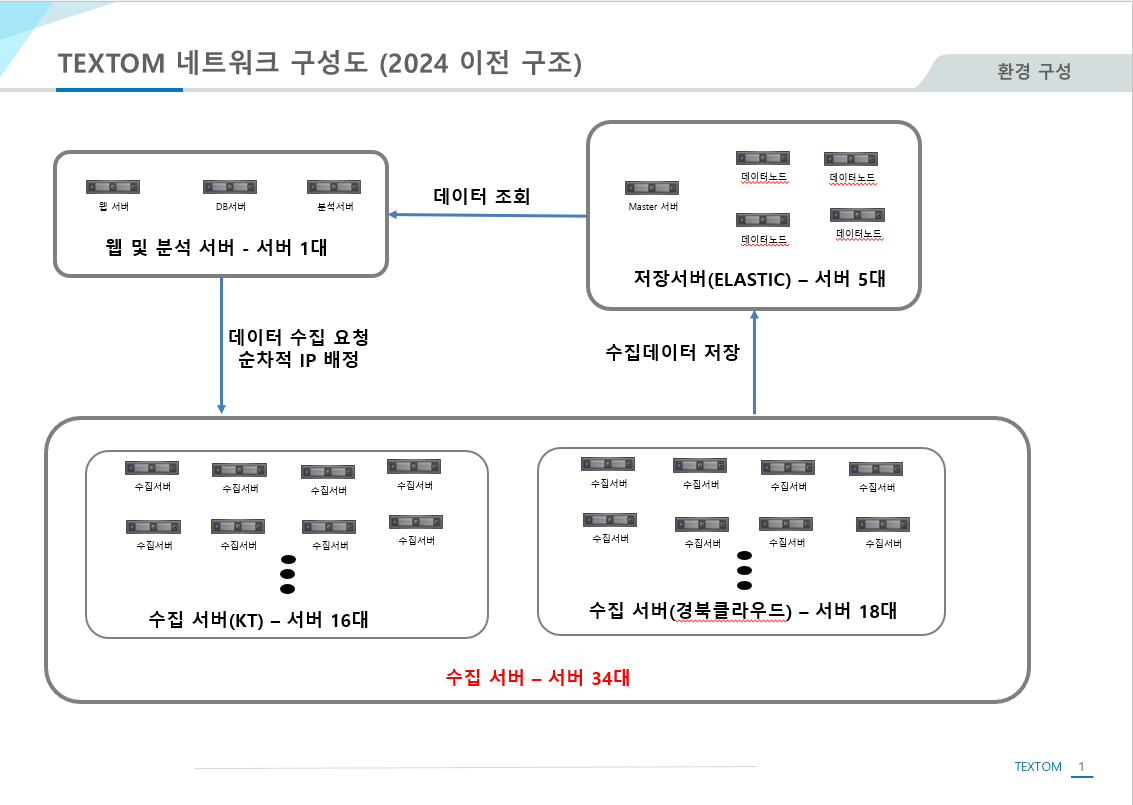 TEXTOM 네트워크 구성도 (2024 이전 구조)
환경 구성
웹 서버
DB서버
분석서버
웹 및 분석 서버 - 서버 1대
데이터 조회
Master 서버
데이터노드
데이터노드
데이터노드
데이터노드
저장서버(ELASTIC) – 서버 5대
데이터 수집 요청
순차적 IP 배정
수집데이터 저장
수집서버
수집서버
수집서버
수집서버
수집서버
수집서버
수집서버
수집서버
수집 서버(KT) – 서버 16대
수집서버
수집서버
수집서버
수집서버
수집서버
수집서버
수집서버
수집서버
수집 서버(경북클라우드) – 서버 18대
수집 서버 – 서버 34대
TEXTOM 1